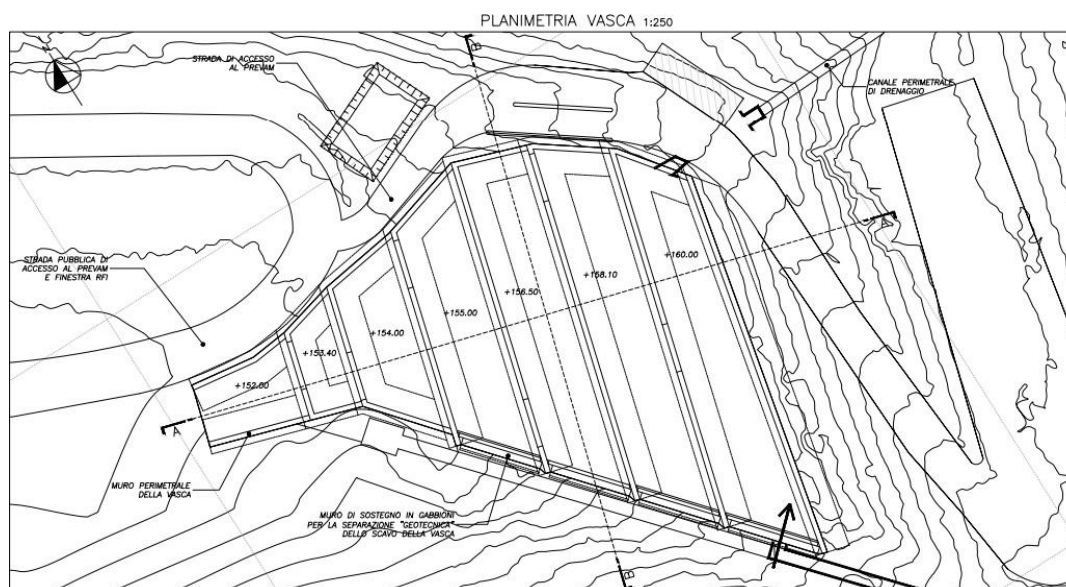 PLANIMETRIA VASCA 1:250
N
STRADA DI ACCESSO
AL PREVAM
B
CANALE PERIMETRALE
DI DRENAGGIO
A
+160.00
STRADA PUBBLICA DI
ACCESSO AL PREVAM
E FINESTRA RFI
+158.10
+156.50
+155.00
+154.00
+153.40
+152.00
A
MURO PERIMETRALE
DELLA VASCA
MURO DI SOSTEGNO IN GABBIONI
PER LA SEPARAZIONE "GEOTECNICA"
DELLO SCAVO DELLA VASCA
B